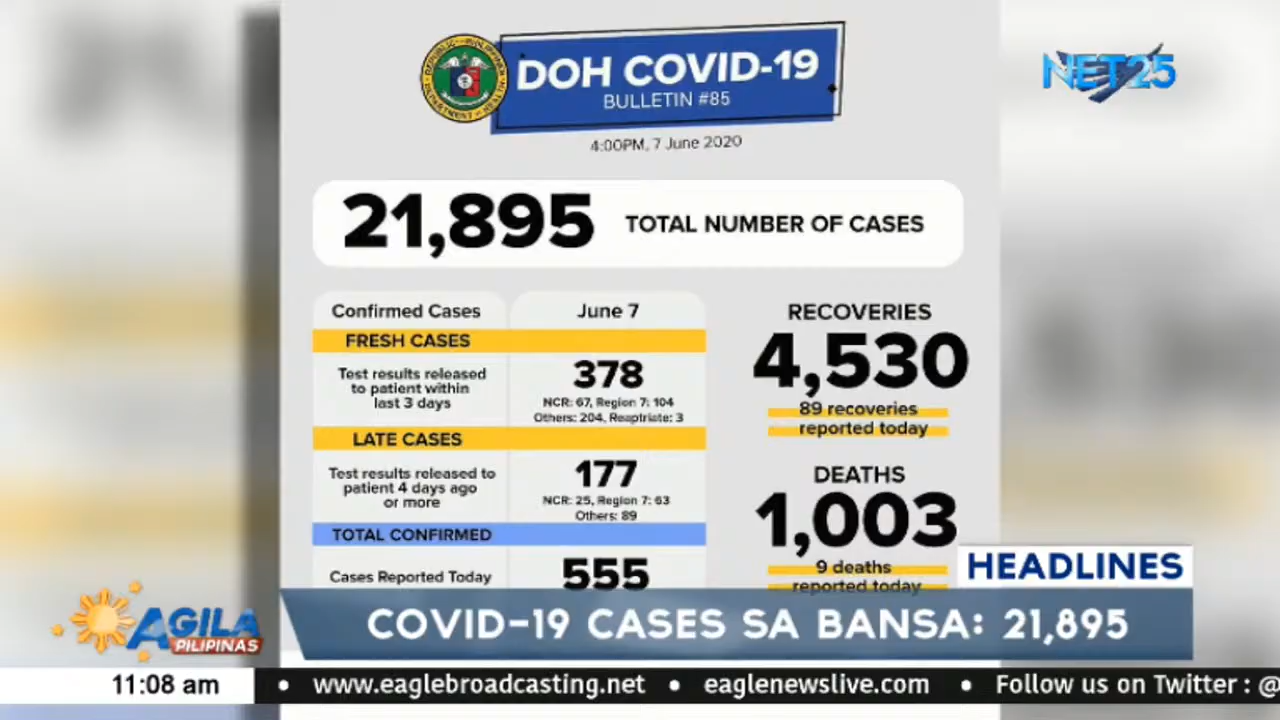 DOH COVID-19
BULLETIN #85
NET25
4:00PM, 7 June 2020
21,895 TOTAL NUMBER OF CASES
Confirmed Cases
June 7
FRESH CASES
Test results released
to patient within
last 3 days
378
NCR: 67, Region 7: 104
Others: 204, Reaptriate: 3
LATE CASES
Test results released to
patient 4 days ago
or more
177
NCR: 25, Region 7: 63
Others: 89
TOTAL CONFIRMED
Cases Reported Today
555
RECOVERIES
4,530
89 recoveries
reported today
DEATHS
1,003
9 deaths
reported today
HEADLINES
AGILA
PILIPINAS
COVID-19 CASES SA BANSA: 21,895
11:08 am
• www.eaglebroadcasting.net • eaglenewslive.com • Follow us on Twitter : @